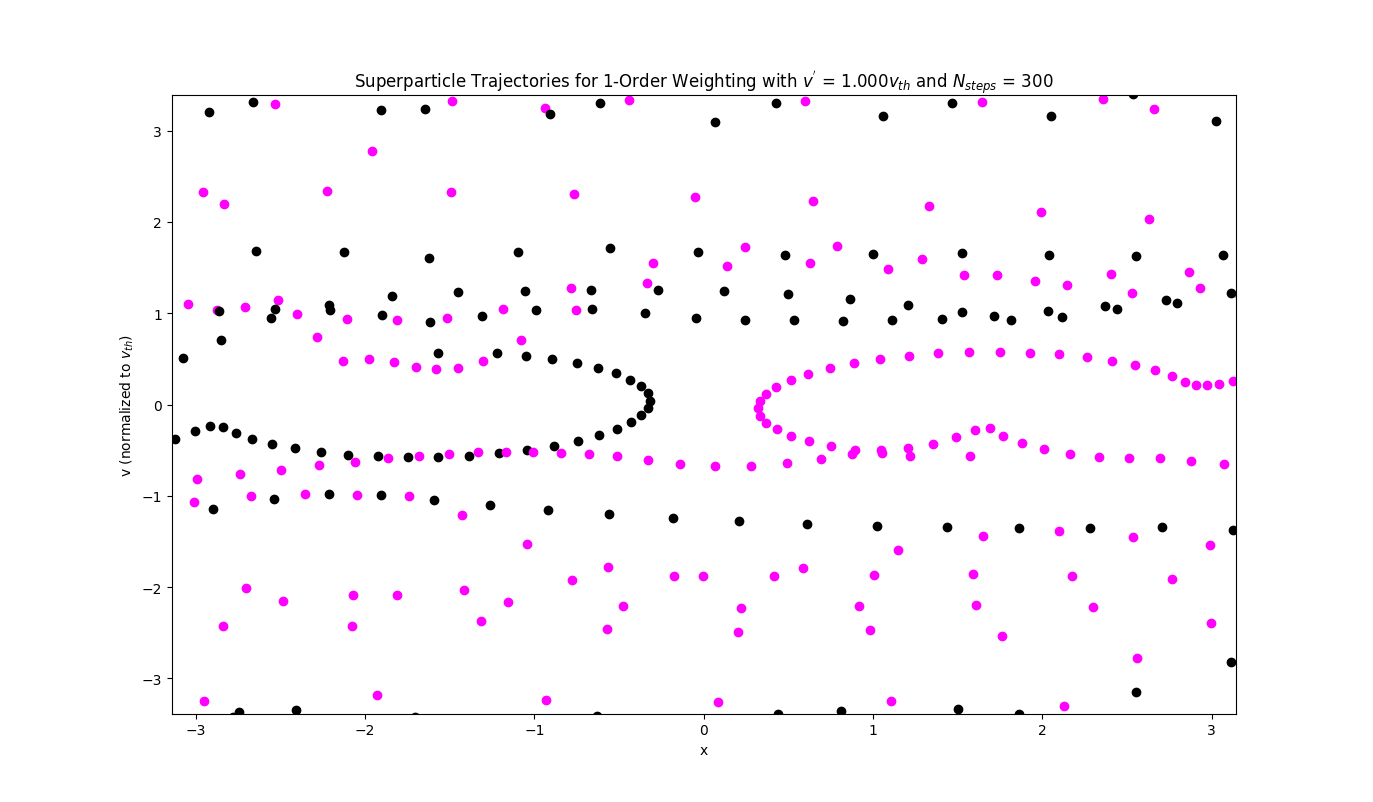 Superparticle Trajectories for 1-Order Weighting with v' = 1.000v_th and N_steps = 300
v (normalized to v_th)
3
2
1
0
−1
−2
−3
−3 −2 −1 0 1 2 3
x